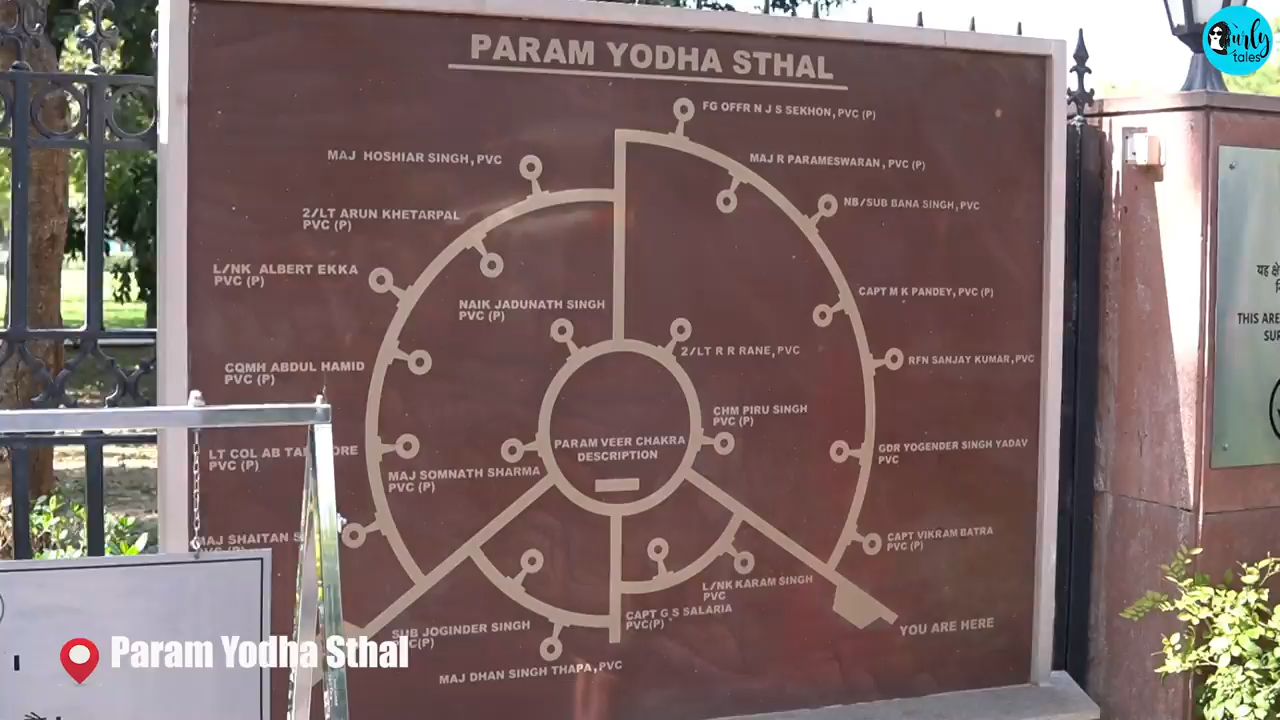 PARAM YODHA STHAL
Curly
tales
FG OFFR N J S SEKHON, PVC (P)
MAJ HOSHIAR SINGH, PVC
MAJ R PARAMESWARAN, PVC (P)
NB/SUB BANA SINGH, PVC
2/LT ARUN KHETARPAL
PVC (P)
L/NK ALBERT EKKA
PVC (P)
CAPT M K PANDEY, PVC (P)
NAIK JADUNATH SINGH
PVC (P)
2/LT R R RANE, PVC
RFN SANJAY KUMAR, PVC
CQMH ABDUL HAMID
PVC (P)
CHM PIRU SINGH
PVC (P)
PARAM VEER CHAKRA
DESCRIPTION
LT COL AB
PVC (P)
MAJ SOMNATH SHARMA
PVC (P)
GDR YOGENDER SINGH YADAV
PVC
MAJ SHAITAN
CAPT VIKRAM BATRA
PVC (P)
L/NK KARAM SINGH
PVC
CAPT G S SALARIA
PVC(P)
SUB JOGINDER SINGH
MAJ DHAN SINGH THAPA, PVC
YOU ARE HERE
यह
THIS
Param Yodha Sthal